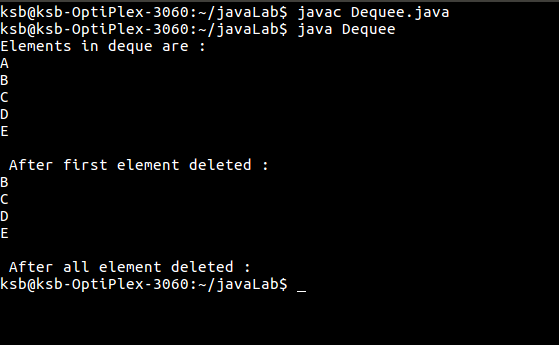 ksb@ksb-OptiPlex-3060:~/javaLab$ javac Dequee.java
ksb@ksb-OptiPlex-3060:~/javaLab$ java Dequee
Elements in deque are :
A
B
C
D
E
After first element deleted :
B
C
D
E
After all element deleted :
ksb@ksb-OptiPlex-3060:~/javaLab$ _